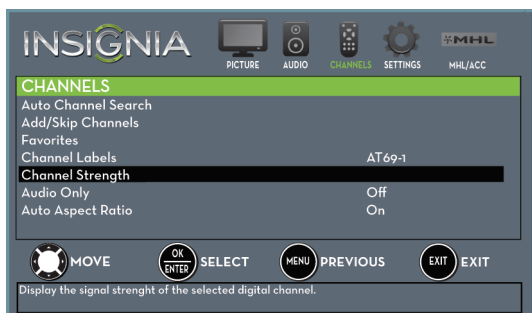 INSIGNIA
PICTURE AUDIO CHANNELS SETTINGS MHL MHL/ACC
CHANNELS
Auto Channel Search
Add/Skip Channels
Favorites
Channel Labels AT69-1
Channel Strength
Audio Only Off
Auto Aspect Ratio On
MOVE OK ENTER SELECT MENU PREVIOUS EXIT EXIT
Display the signal strenght of the selected digital channel.